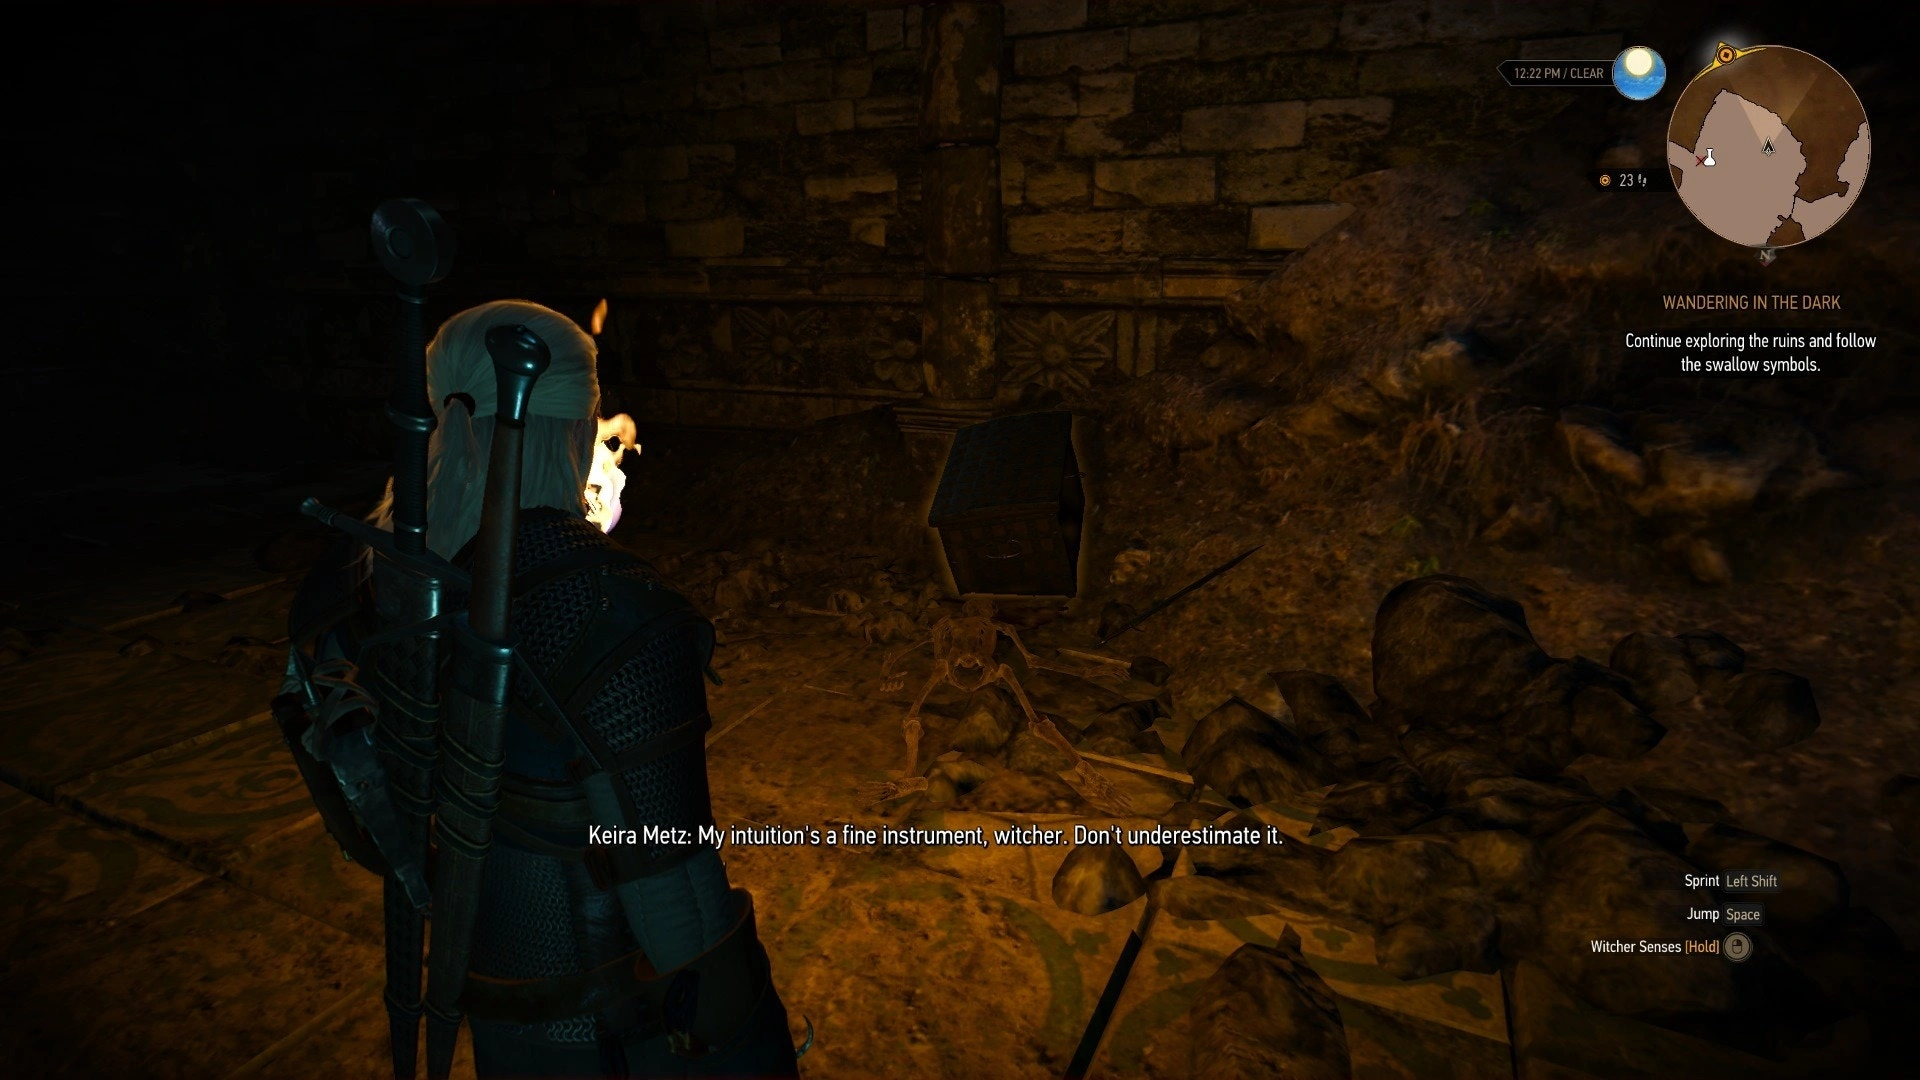 12:22 PM / CLEAR
23
N
WANDERING IN THE DARK
Continue exploring the ruins and follow
the swallow symbols.
Keira Metz: My intuition's a fine instrument, witcher. Don't underestimate it.
Sprint Left Shift
Jump Space
Witcher Senses [Hold]